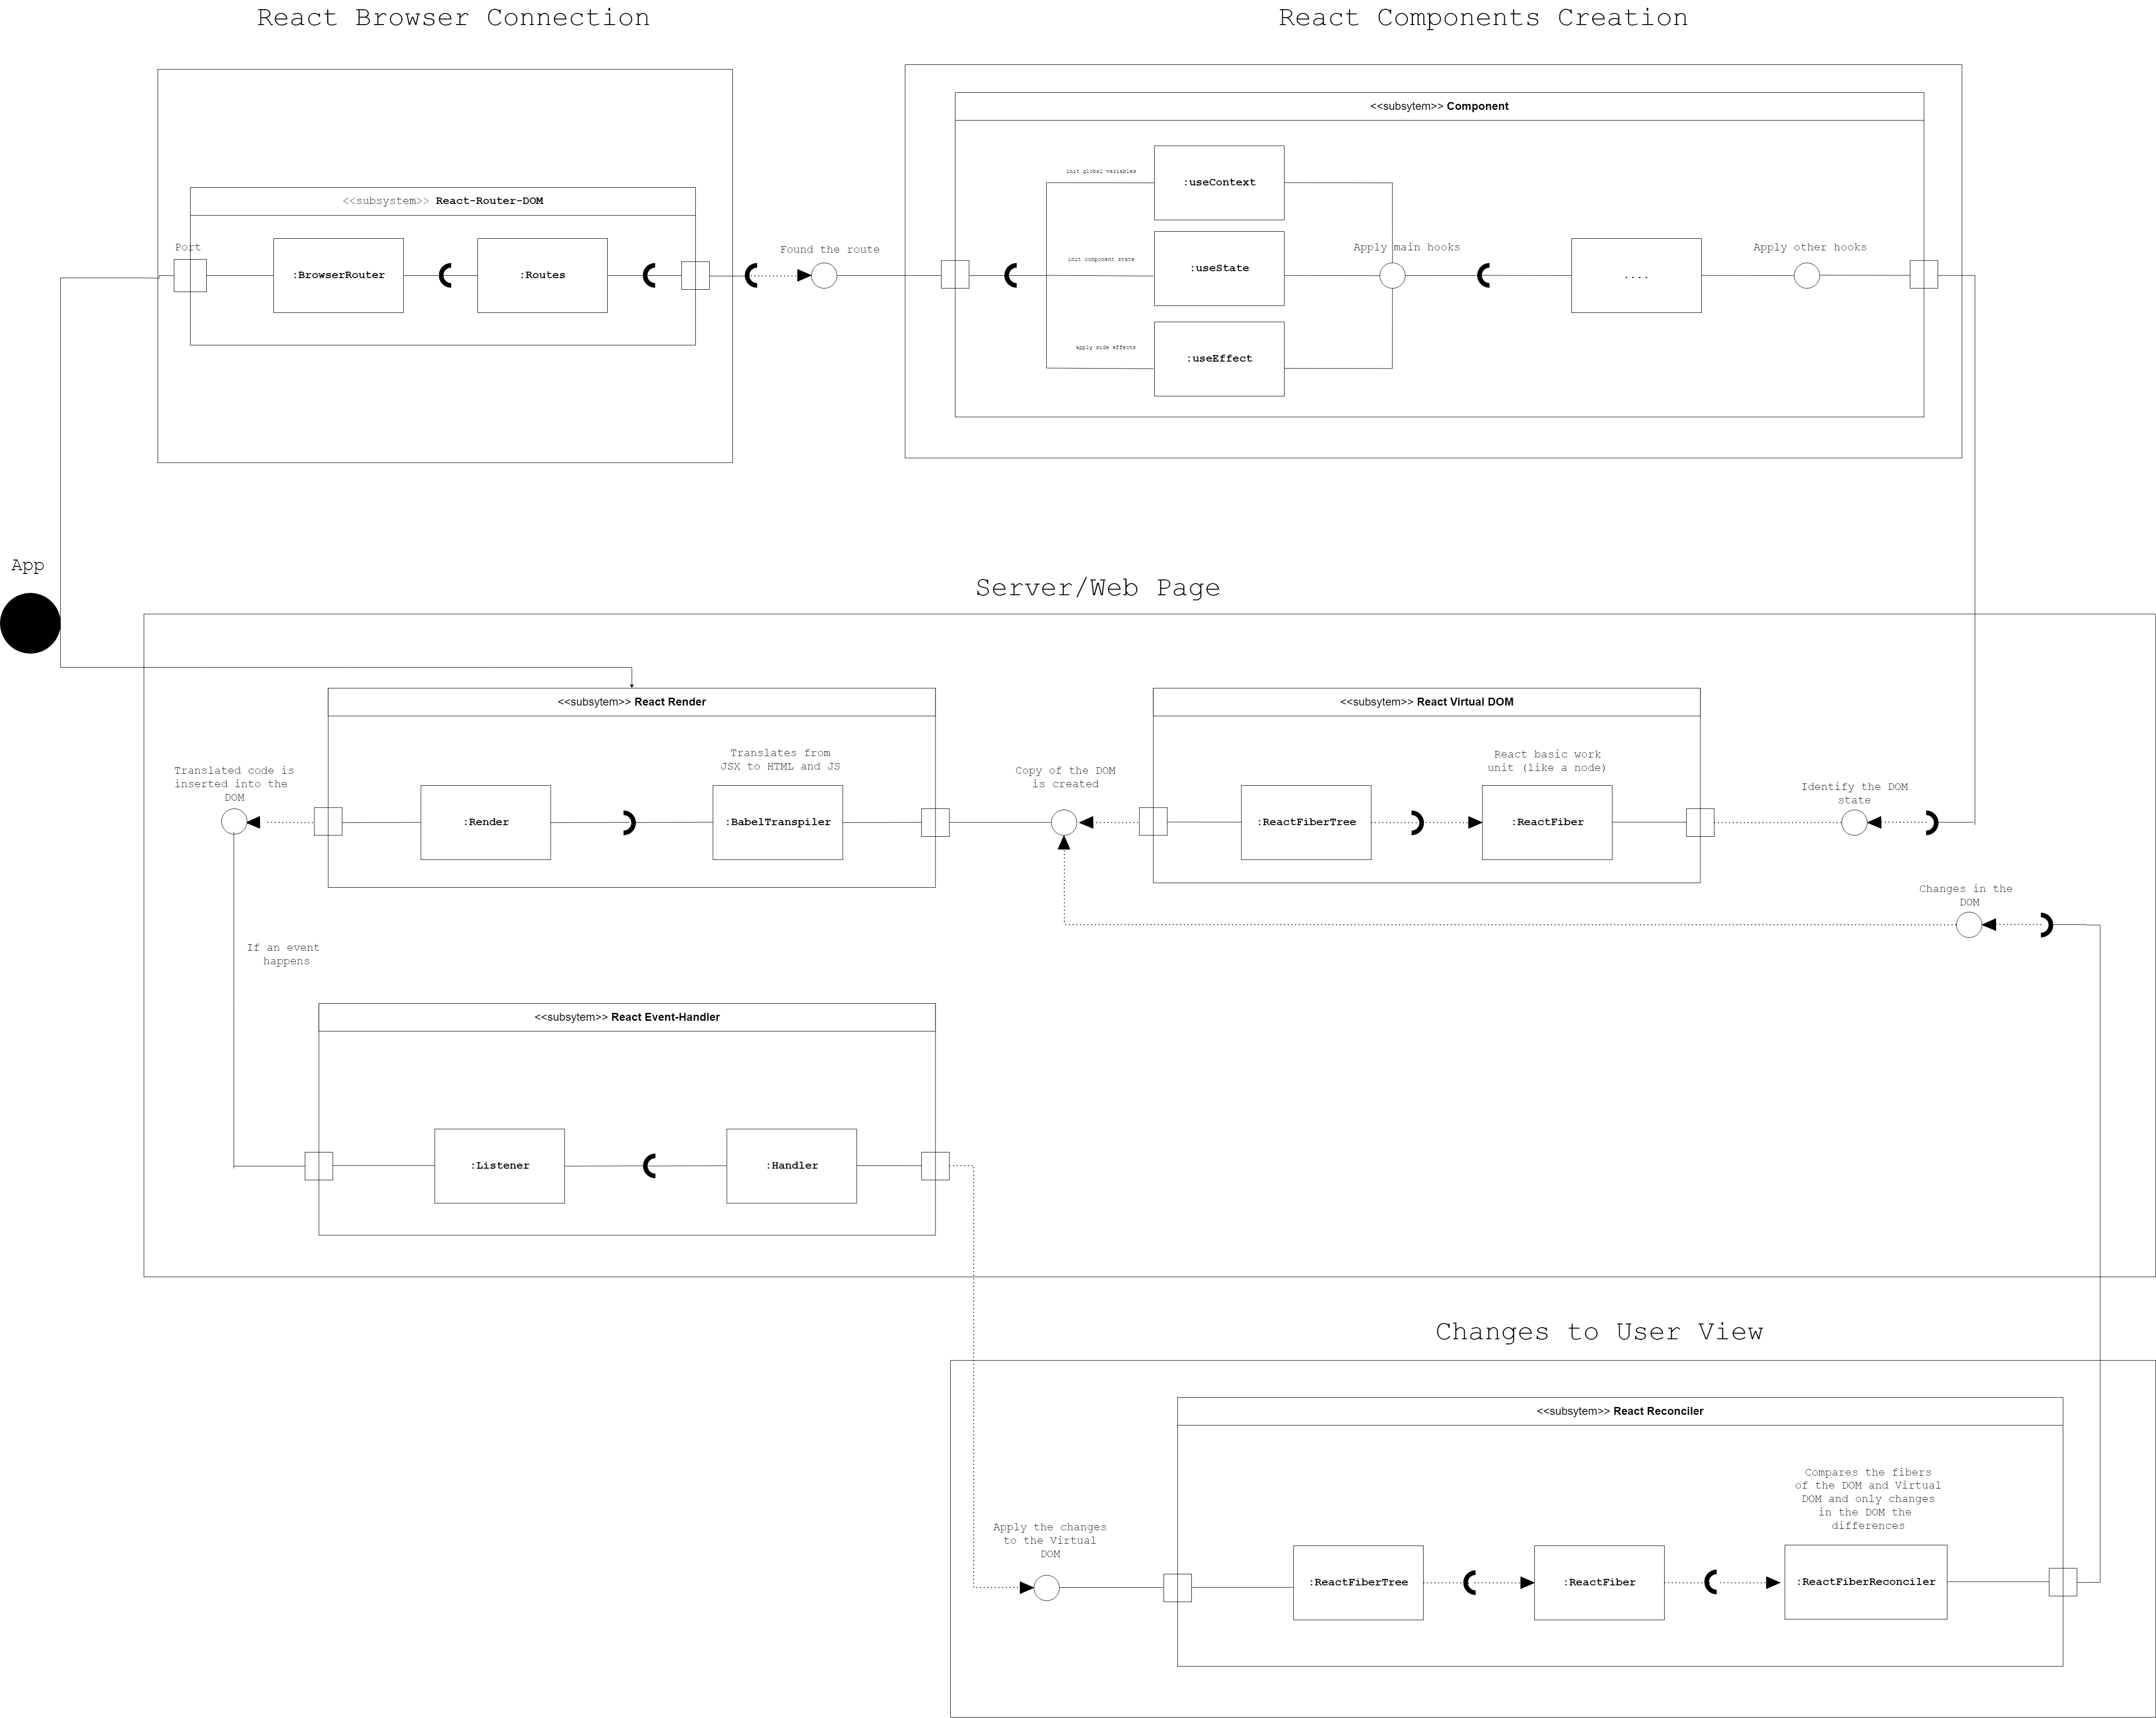 React Browser Connection
React Components Creation
<<subsytem>> Component
<<subsystem>> React-Router-DOM
Port
:BrowserRouter
:Routes
Found the route
init global variables
:useContext
init component state
:useState
apply side effects
:useEffect
Apply main hooks
....
Apply other hooks
App
Server/Web Page
<<subsytem>> React Render
Translated code is
inserted into the
DOM
:Render
Translates from
JSX to HTML and JS
:BabelTranspiler
Copy of the DOM
is created
<<subsytem>> React Virtual DOM
:ReactFiberTree
React basic work
unit (like a node)
:ReactFiber
Identify the DOM
state
Changes in the
DOM
If an event
happens
<<subsytem>> React Event-Handler
:Listener
:Handler
Changes to User View
<<subsytem>> React Reconciler
Apply the changes
to the Virtual
DOM
:ReactFiberTree
:ReactFiber
Compares the fibers
of the DOM and Virtual
DOM and only changes
in the DOM the
differences
:ReactFiberReconciler